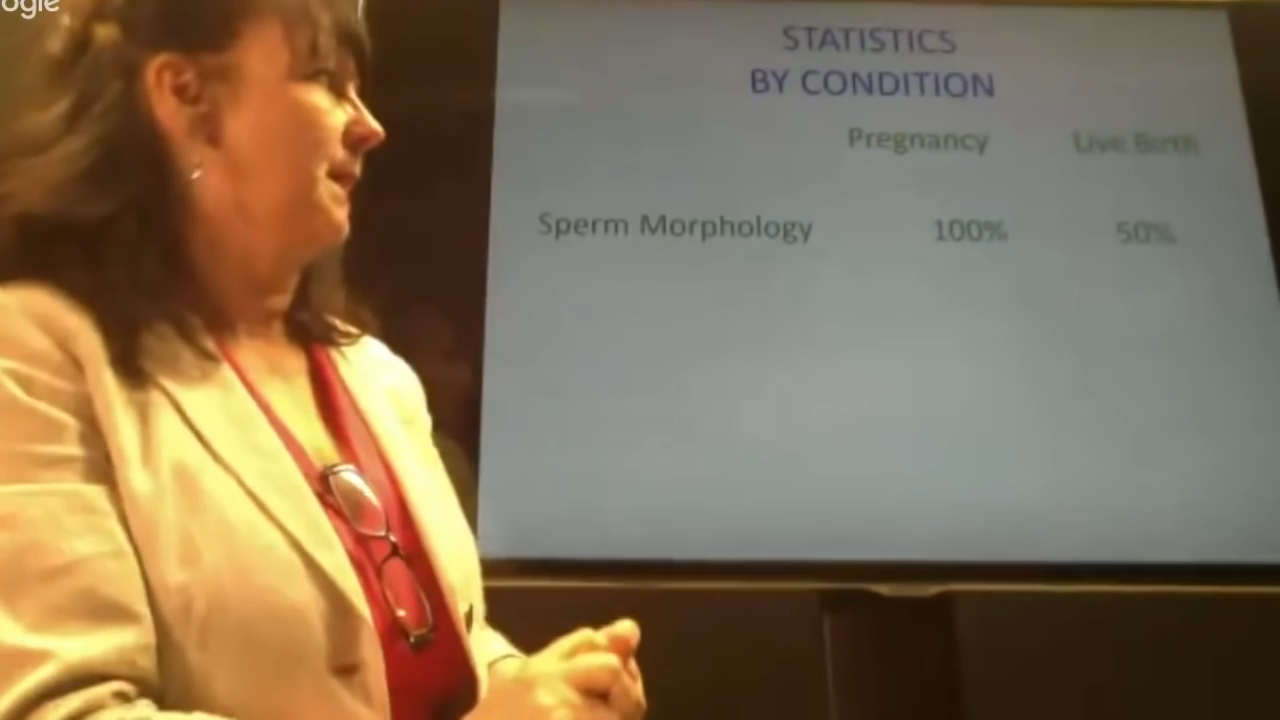 ogle
STATISTICS
BY CONDITION
Pregnancy Live Birth
Sperm Morphology 100% 50%